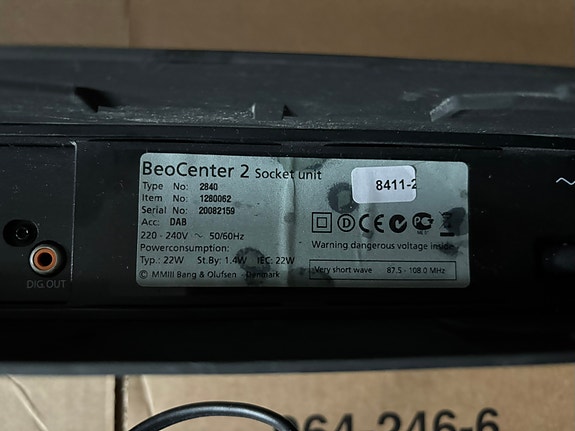 BeoCenter 2 Socket unit
Type No: 2840
Item No: 1280062
Serial No: 20082159
Acc: DAB
220 - 240V ~ 50/60Hz
Powerconsumption:
Typ.: 22W St.By: 1,4W IEC: 22W
© MMIII Bang & Olufsen - Denmark
8411-2
D CE
Warning dangerous voltage inside
Very short wave 87.5 - 108.0 MHz
DIG.OUT
964 246-6